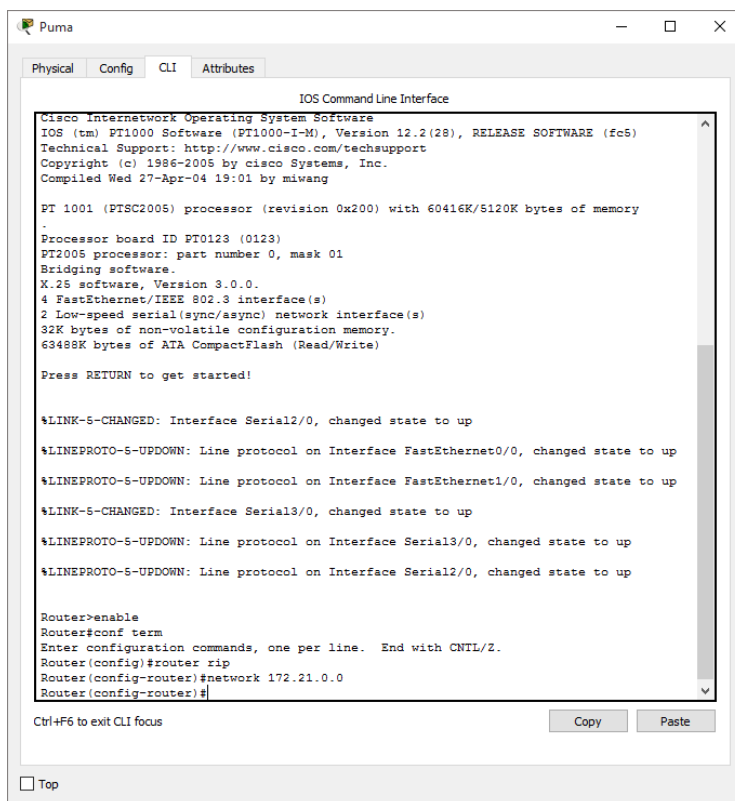 Puma
Physical Config CLI Attributes
IOS Command Line Interface
Cisco Internetwork Operating System Software
IOS (tm) PT1000 Software (PT1000-I-M), Version 12.2(28), RELEASE SOFTWARE (fc5)
Technical Support: http://www.cisco.com/techsupport
Copyright (c) 1986-2005 by cisco Systems, Inc.
Compiled Wed 27-Apr-04 19:01 by miwang
PT 1001 (PTSC2005) processor (revision 0x200) with 60416K/5120K bytes of memory
.
Processor board ID PT0123 (0123)
PT2005 processor: part number 0, mask 01
Bridging software.
X.25 software, Version 3.0.0.
4 FastEthernet/IEEE 802.3 interface(s)
2 Low-speed serial(sync/async) network interface(s)
32K bytes of non-volatile configuration memory.
63488K bytes of ATA CompactFlash (Read/Write)
Press RETURN to get started!
%LINK-5-CHANGED: Interface Serial2/0, changed state to up
%LINEPROTO-5-UPDOWN: Line protocol on Interface FastEthernet0/0, changed state to up
%LINEPROTO-5-UPDOWN: Line protocol on Interface FastEthernet1/0, changed state to up
%LINK-5-CHANGED: Interface Serial3/0, changed state to up
%LINEPROTO-5-UPDOWN: Line protocol on Interface Serial3/0, changed state to up
%LINEPROTO-5-UPDOWN: Line protocol on Interface Serial2/0, changed state to up
Router>enable
Router#conf term
Enter configuration commands, one per line. End with CNTL/Z.
Router(config)#router rip
Router(config-router)#network 172.21.0.0
Router(config-router)#
Ctrl+F6 to exit CLI focus
Copy Paste
Top